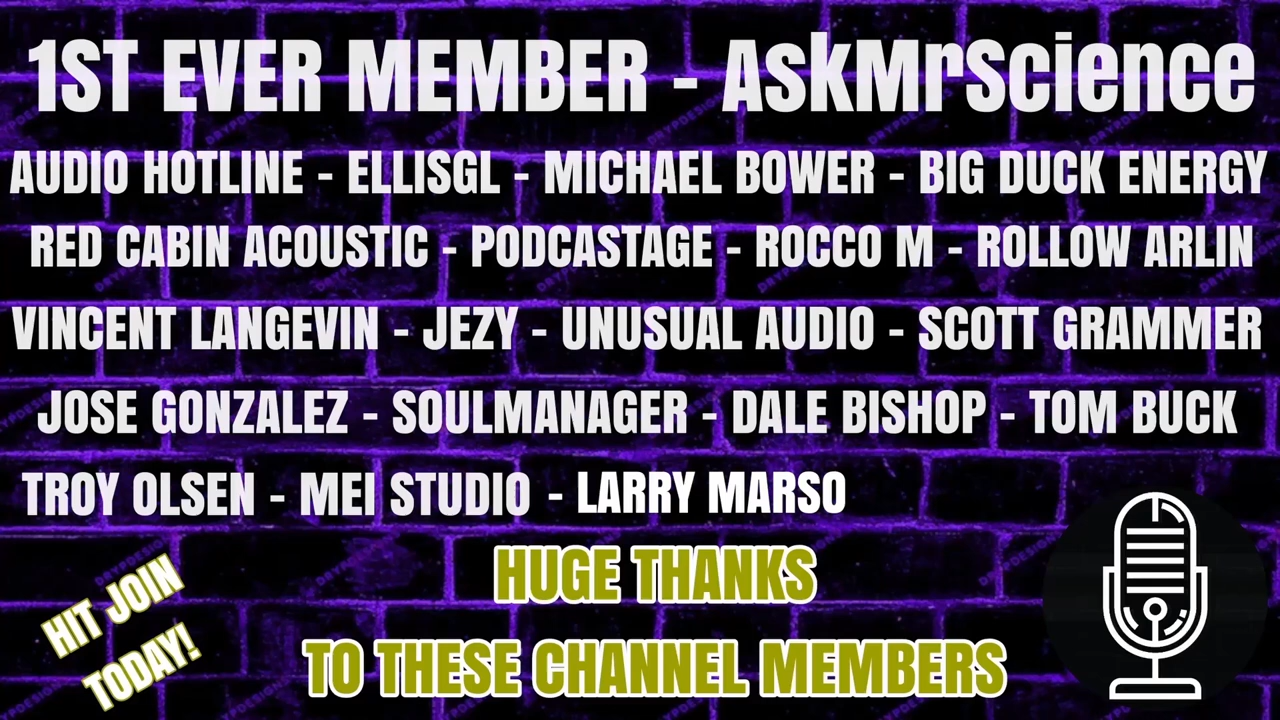 1ST EVER MEMBER - AskMrScience
AUDIO HOTLINE - ELLISGL - MICHAEL BOWER - BIG DUCK ENERGY
RED CABIN ACOUSTIC - PODCASTAGE - ROCCO M - ROLLOW ARLIN
VINCENT LANGEVIN - JEZY - UNUSUAL AUDIO - SCOTT GRAMMER
JOSE GONZALEZ - SOULMANAGER - DALE BISHOP - TOM BUCK
TROY OLSEN - MEI STUDIO - LARRY MARSO
HIT JOIN
TODAY!
HUGE THANKS
TO THESE CHANNEL MEMBERS